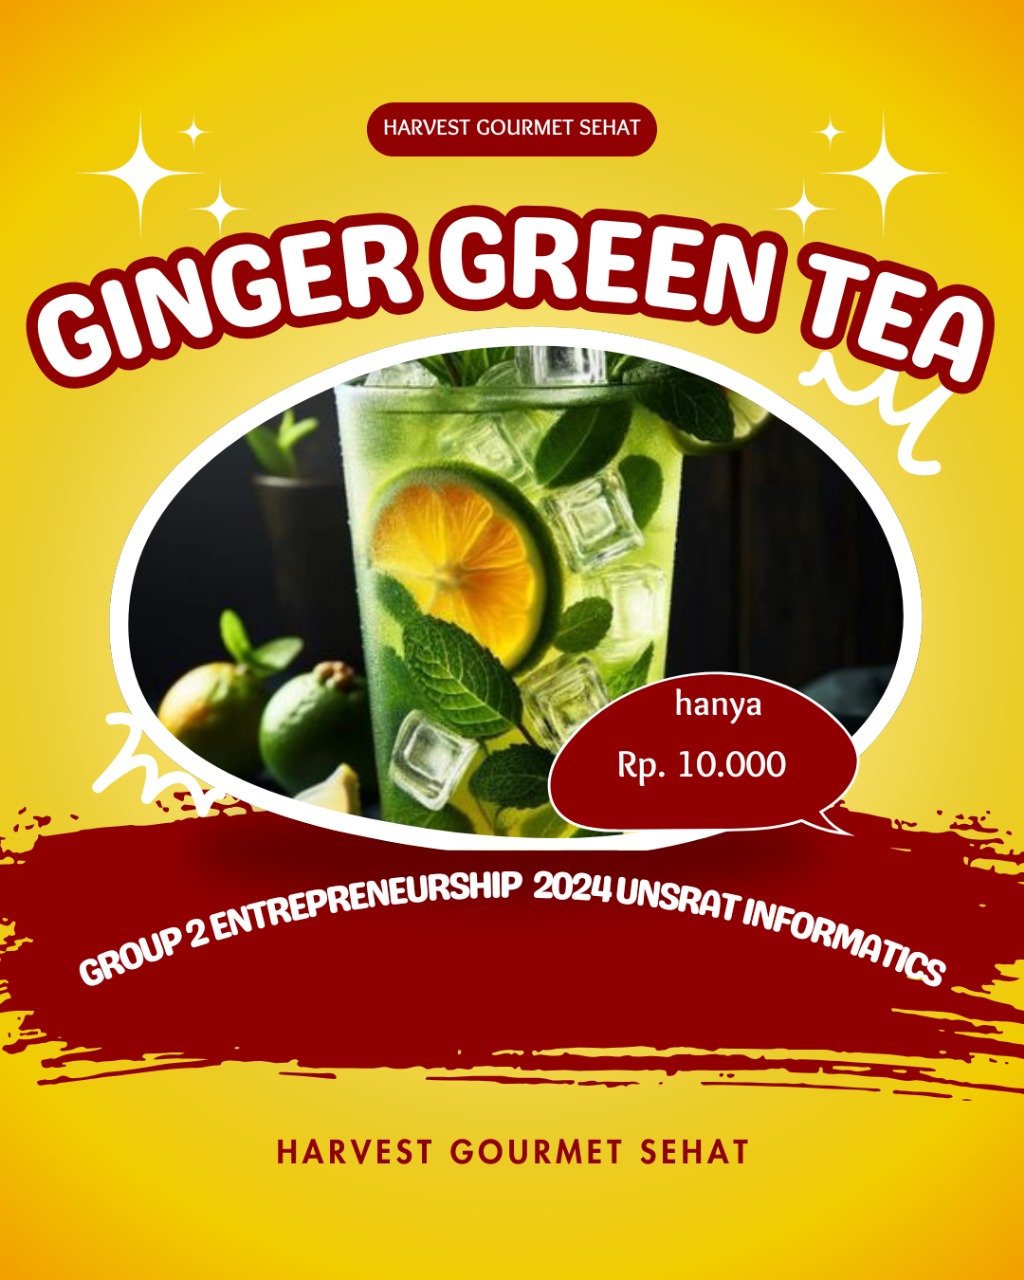 HARVEST GOURMET SEHAT
GINGER GREEN TEA
hanya
Rp. 10.000
GROUP 2 ENTREPRENEURSHIP 2024 UNSRAT INFORMATICS
HARVEST GOURMET SEHAT